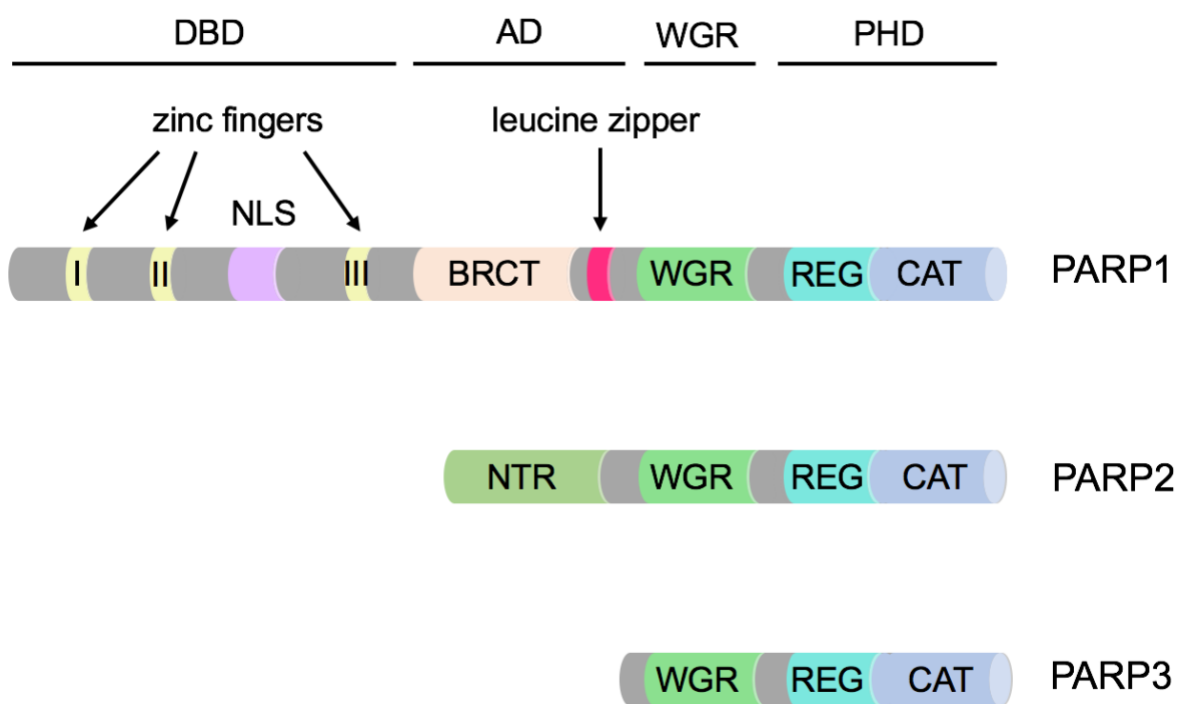 DBD AD WGR PHD
zinc fingers leucine zipper
NLS
I II III BRCT WGR REG CAT PARP1
NTR WGR REG CAT PARP2
WGR REG CAT PARP3